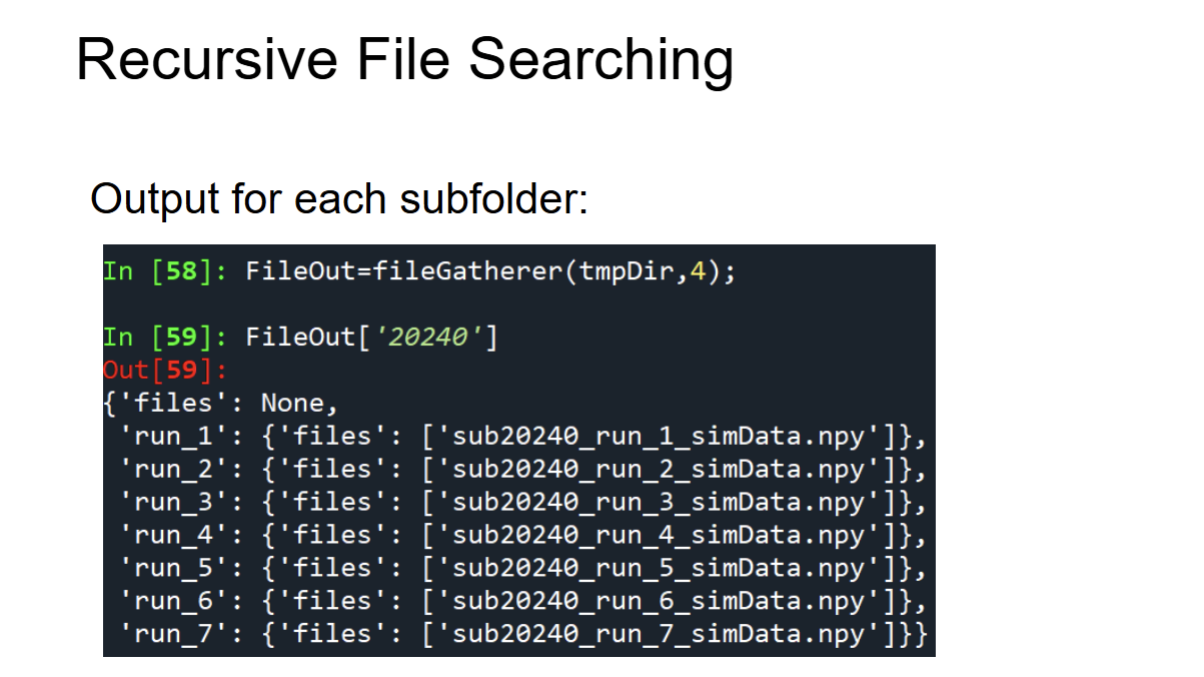 Recursive File Searching
Output for each subfolder:
In [58]: FileOut=fileGatherer(tmpDir,4);
In [59]: FileOut['20240']
Out[59]:
{'files': None,
 'run_1': {'files': ['sub20240_run_1_simData.npy']},
 'run_2': {'files': ['sub20240_run_2_simData.npy']},
 'run_3': {'files': ['sub20240_run_3_simData.npy']},
 'run_4': {'files': ['sub20240_run_4_simData.npy']},
 'run_5': {'files': ['sub20240_run_5_simData.npy']},
 'run_6': {'files': ['sub20240_run_6_simData.npy']},
 'run_7': {'files': ['sub20240_run_7_simData.npy']}}